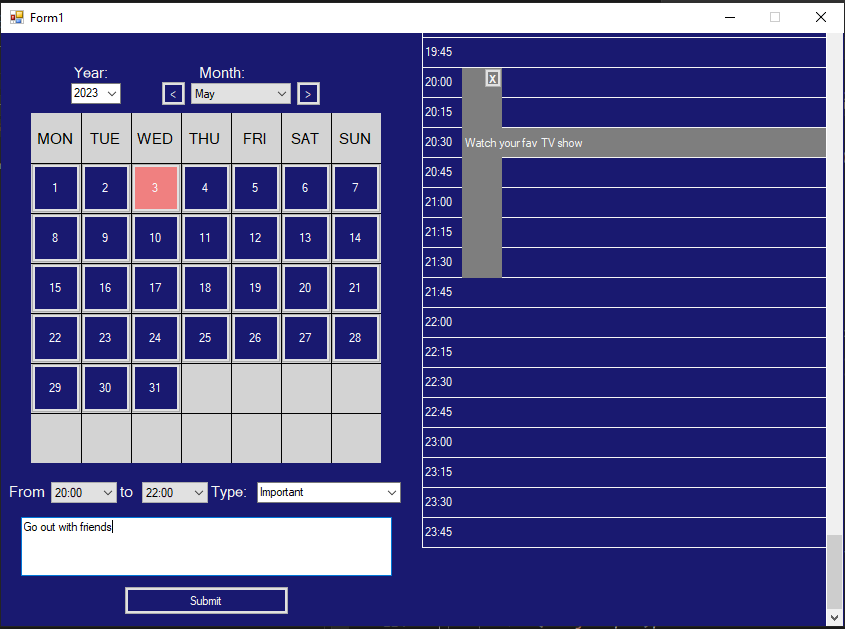 Form1
Year: Month:
2023 < May >
MON TUE WED THU FRI SAT SUN
1 2 3 4 5 6 7
8 9 10 11 12 13 14
15 16 17 18 19 20 21
22 23 24 25 26 27 28
29 30 31
From 20:00 to 22:00 Type: Important
Go out with friends
Submit
19:45
20:00 X
20:15
20:30 Watch your fav TV show
20:45
21:00
21:15
21:30
21:45
22:00
22:15
22:30
22:45
23:00
23:15
23:30
23:45